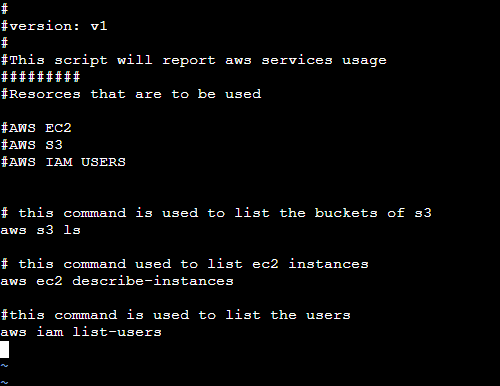 #
#version: v1
#
#This script will report aws services usage
#########
#Resorces that are to be used
#AWS EC2
#AWS S3
#AWS IAM USERS
# this command is used to list the buckets of s3
aws s3 ls
# this command used to list ec2 instances
aws ec2 describe-instances
#this command is used to list the users
aws iam list-users
~
~